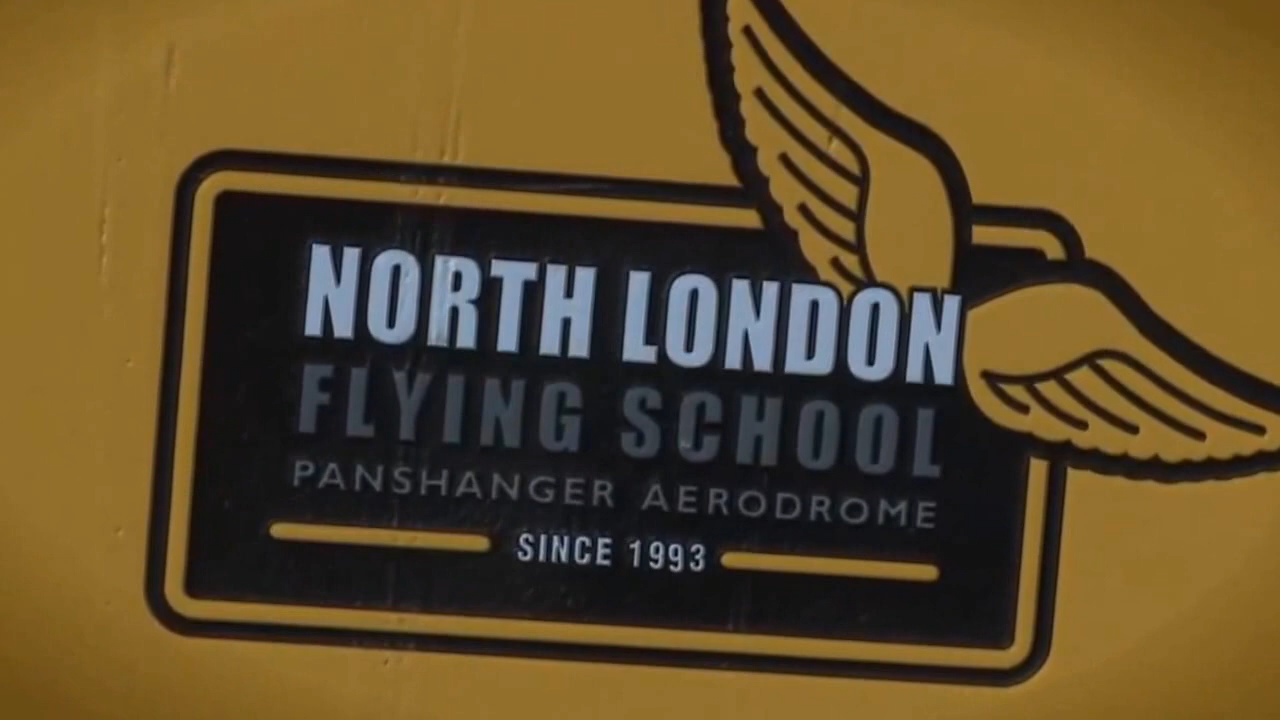 NORTH LONDON
FLYING SCHOOL
PANSHANGER AERODROME
SINCE 1993